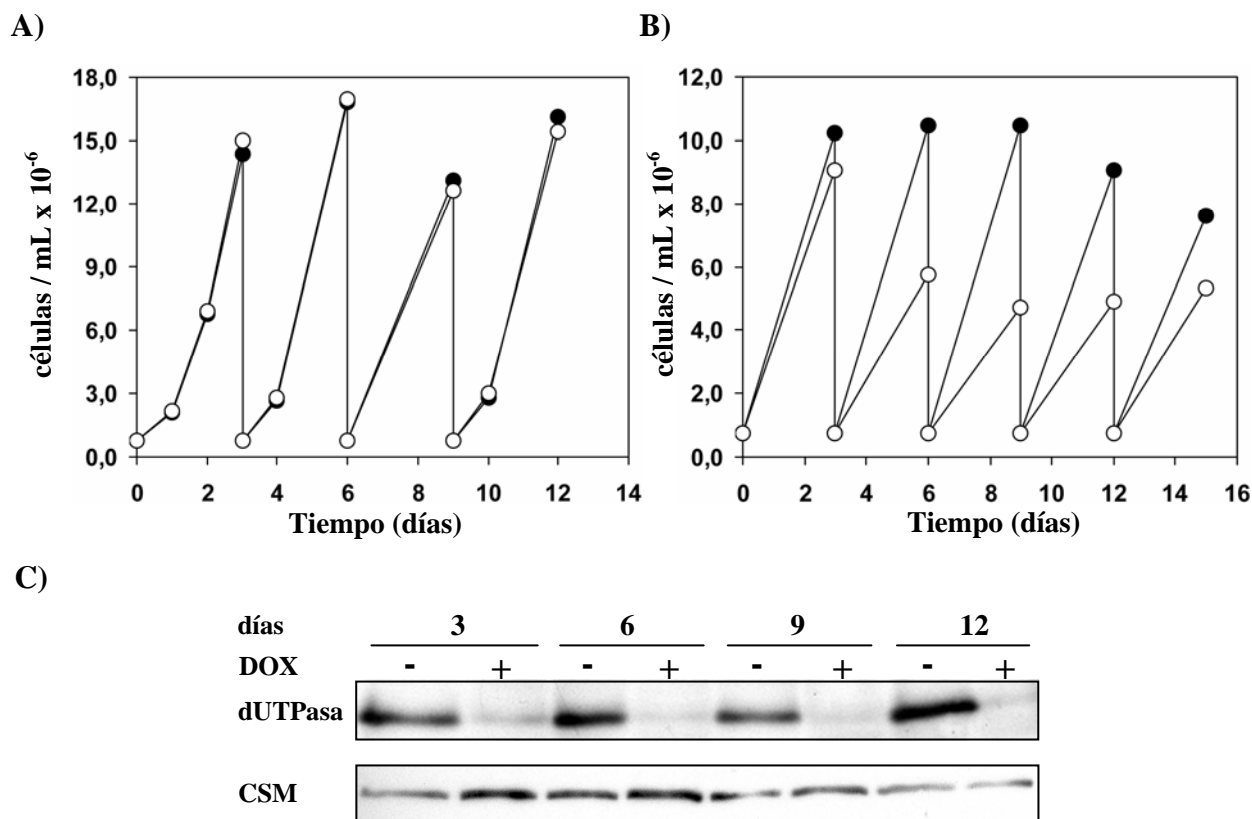 A)
B)
18,0
15,0
12,0
9,0
6,0
3,0
0,0
células / mL x 10-6
0 2 4 6 8 10 12 14
Tiempo (días)
12,0
10,0
8,0
6,0
4,0
2,0
0,0
células / mL x 10-6
0 2 4 6 8 10 12 14 16
Tiempo (días)
C)
días 3 6 9 12
DOX - + - + - + - +
dUTPasa
CSM